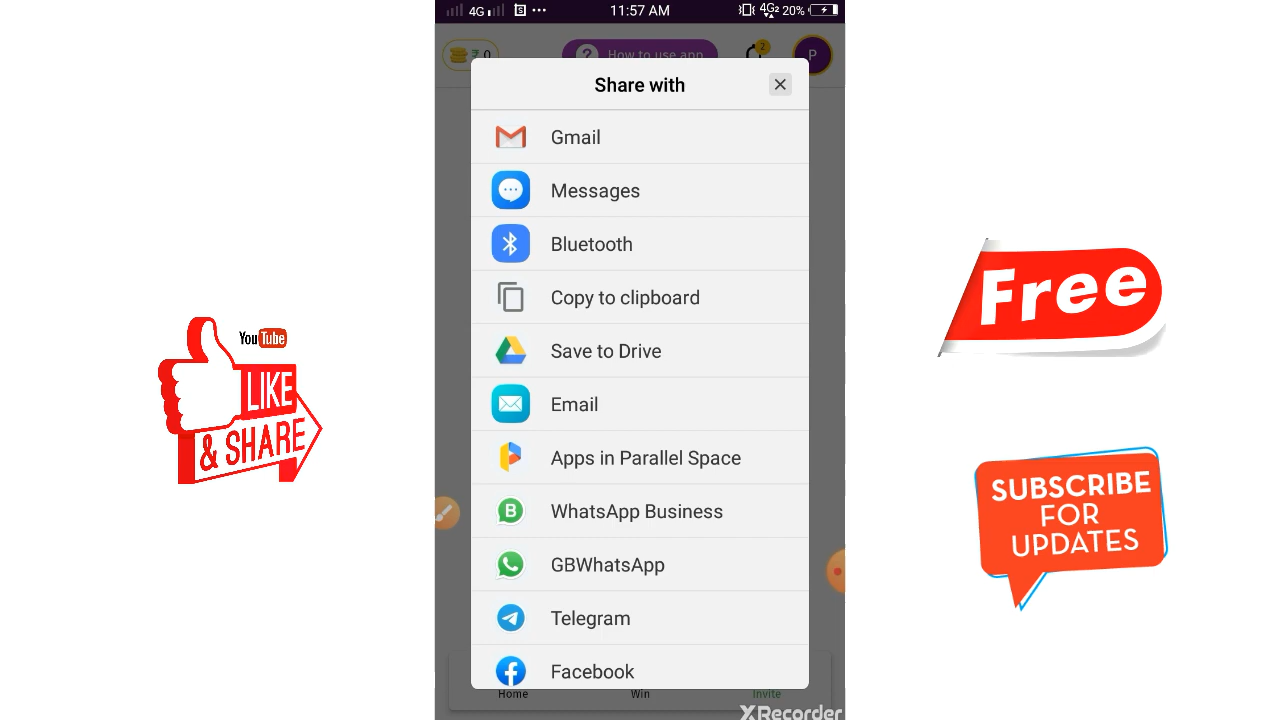 4G
11:57 AM
4G2 20%
₹ 0
? How to use app
2
P
Share with
Gmail
Messages
Bluetooth
Copy to clipboard
Save to Drive
Email
Apps in Parallel Space
B
WhatsApp Business
GBWhatsApp
Telegram
Facebook
Home
Win
Invite
XRecorder
YouTube
LIKE
& SHARE
Free
SUBSCRIBE
FOR
UPDATES